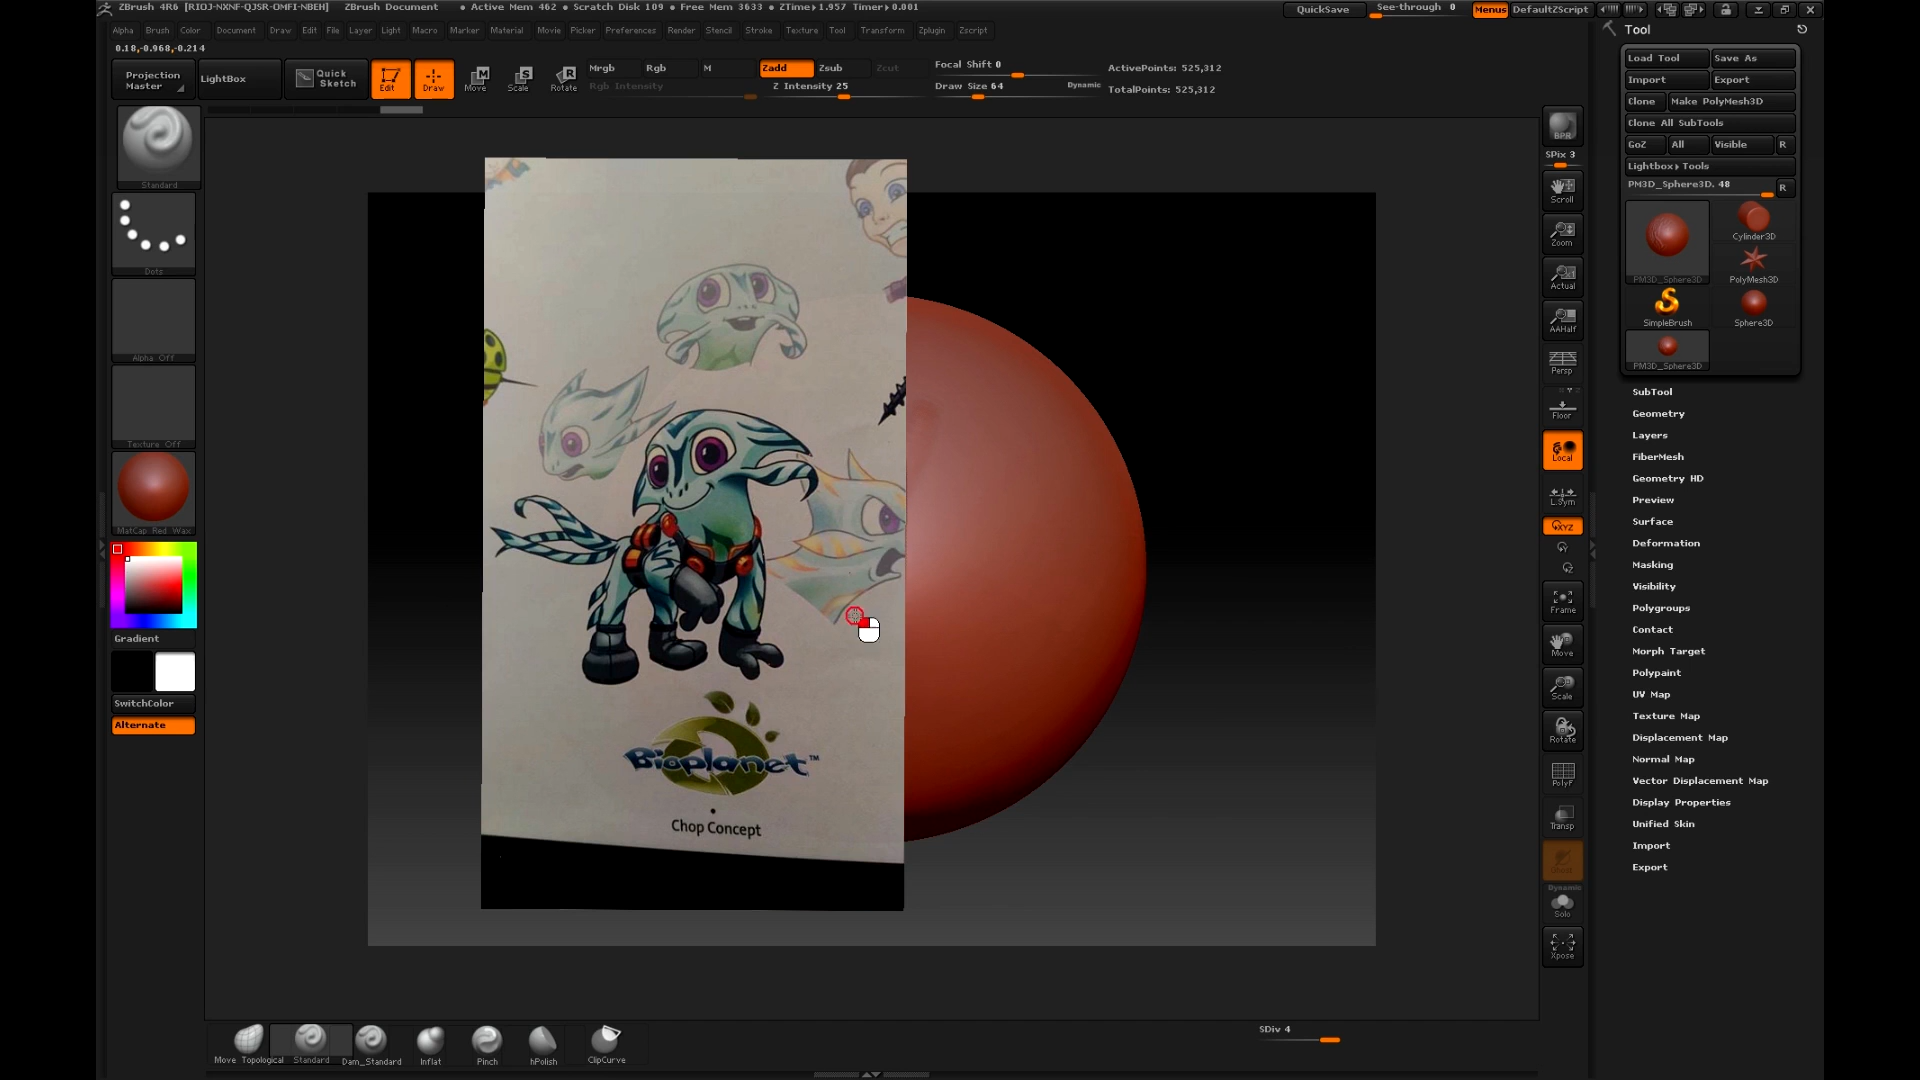 ZBrush 4R6 [RIOJ-NXNF-QJSR-OMFI-NBEH] ZBrush Document • Active Mem 462 • Scratch Disk 109 • Free Mem 3633 • ZTime▸1.957 Timer▸0.001 QuickSave See-through 0 Menus DefaultZScript
Alpha Brush Color Document Draw Edit File Layer Light Macro Marker Material Movie Picker Preferences Render Stencil Stroke Texture Tool Transform Zplugin Zscript
Tool
0.18,-0.968,-0.214
Projection Master
LightBox
Quick Sketch
Edit
Draw
Move
Scale
Rotate
Mrgb Rgb M
Rgb Intensity
Zadd Zsub Zcut
Z Intensity 25
Focal Shift 0
Draw Size 64 Dynamic
ActivePoints: 525,312
TotalPoints: 525,312
Standard
Dots
Alpha Off
Texture Off
MatCap Red Wax
Gradient
SwitchColor
Alternate
Bioplanet™
Chop Concept
BPR
SPix 3
Scroll
Zoom
Actual
AAHalf
Persp
Floor
Local
L.Sym
XYZ
Frame
Move
Scale
Rotate
PolyF
Transp
Dynamic
Solo
Xpose
Load Tool Save As
Import Export
Clone Make PolyMesh3D
Clone All SubTools
GoZ All Visible R
Lightbox▸Tools
PM3D_Sphere3D. 48 R
PM3D_Sphere3D
Cylinder3D
PolyMesh3D
SimpleBrush
Sphere3D
PM3D_Sphere3D
SubTool
Geometry
Layers
FiberMesh
Geometry HD
Preview
Surface
Deformation
Masking
Visibility
Polygroups
Contact
Morph Target
Polypaint
UV Map
Texture Map
Displacement Map
Normal Map
Vector Displacement Map
Display Properties
Unified Skin
Import
Export
Move Topological Standard Dam_Standard Inflat Pinch hPolish ClipCurve
SDiv 4